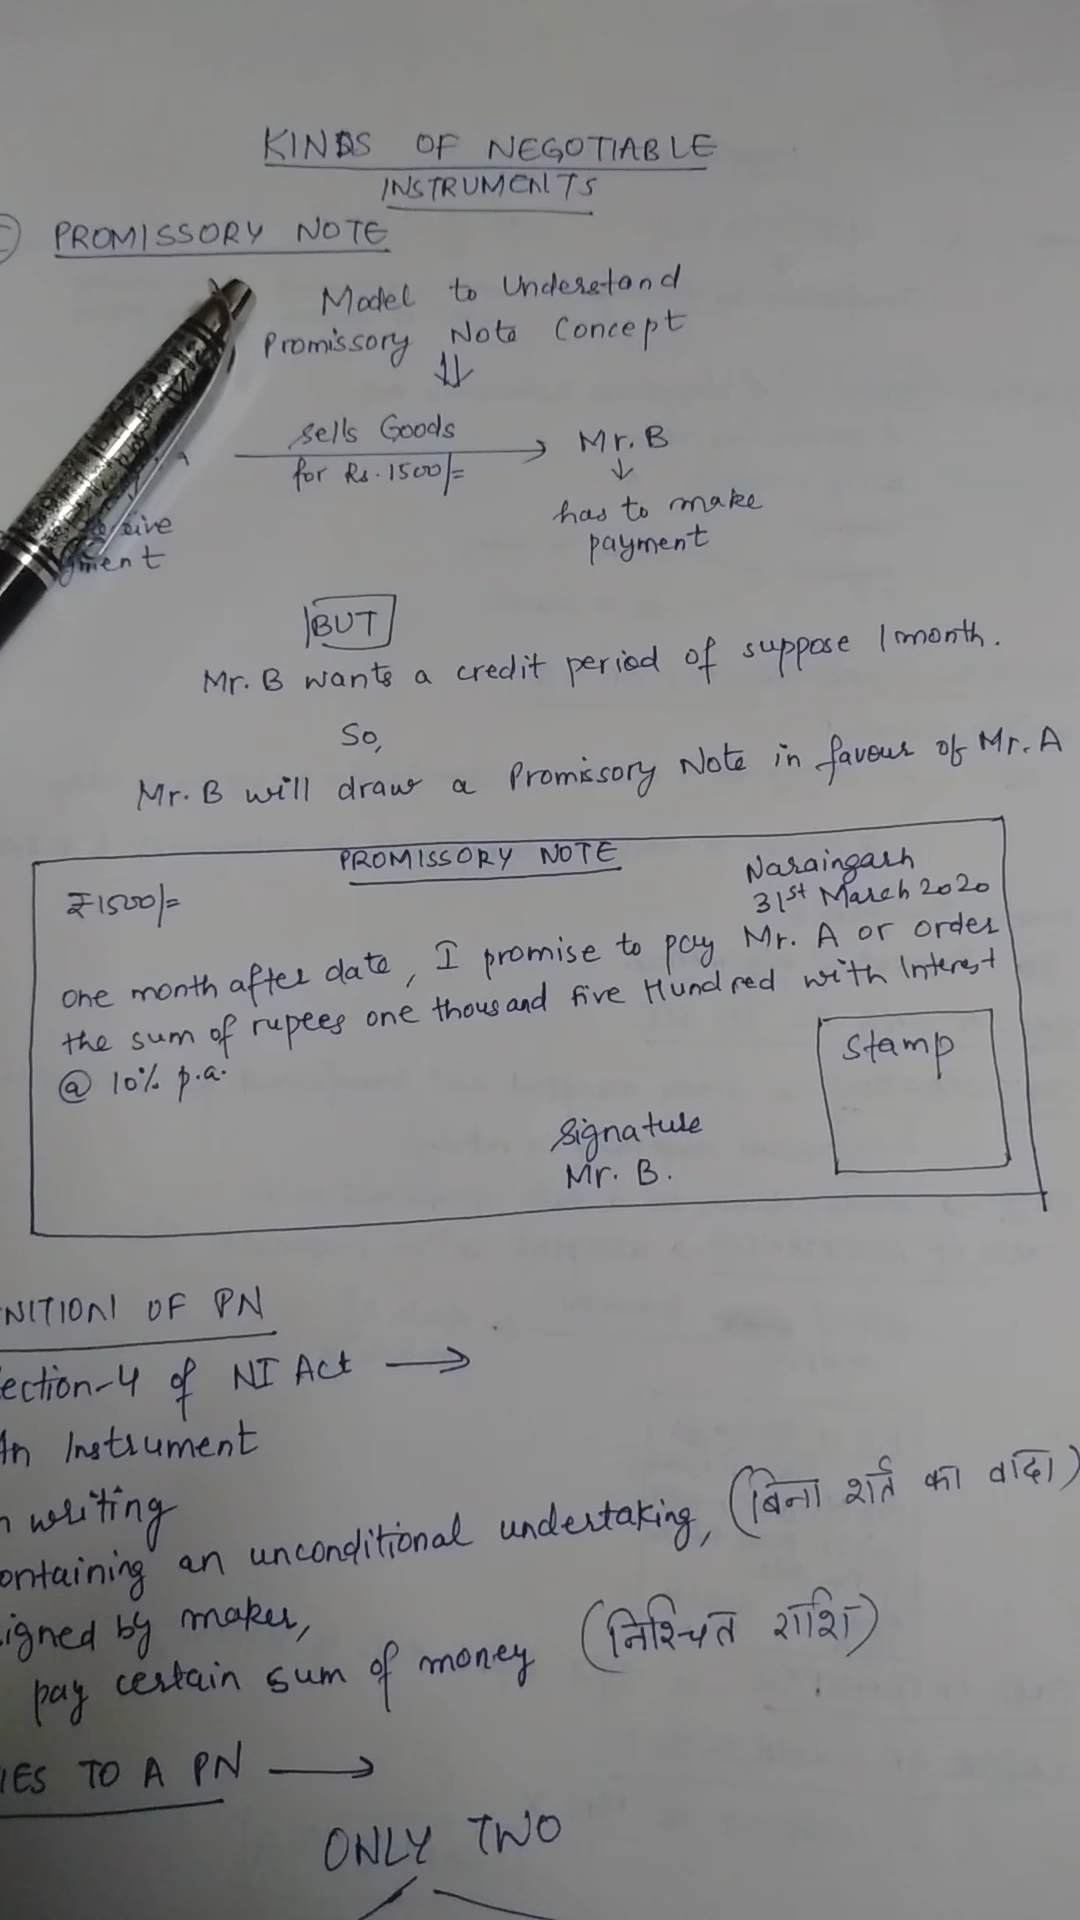 KINDS OF NEGOTIABLE
INSTRUMENTS
PROMISSORY NOTE
Model to Understand
Promissory Note Concept
sells Goods
for Rs. 1500/=
Mr. B
has to make
payment
BUT
Mr. B wants a credit period of suppose 1 month.
So,
Mr. B will draw a Promissory Note in favour of Mr. A
PROMISSORY NOTE
₹1500/=
Naraingarh
31st March 2020
one month after date, I promise to pay Mr. A or order
the sum of rupees one thousand Five Hundred with Interest
@ 10% p.a.
Stamp
Signature
Mr. B.
NITION OF PN
ection-4 of NI Act
An Instrument
n writing
ontaining an unconditional undertaking, (बिना शर्त का वादा)
igned by maker,
pay certain sum of money (निश्चित राशि)
IES TO A PN
ONLY TWO